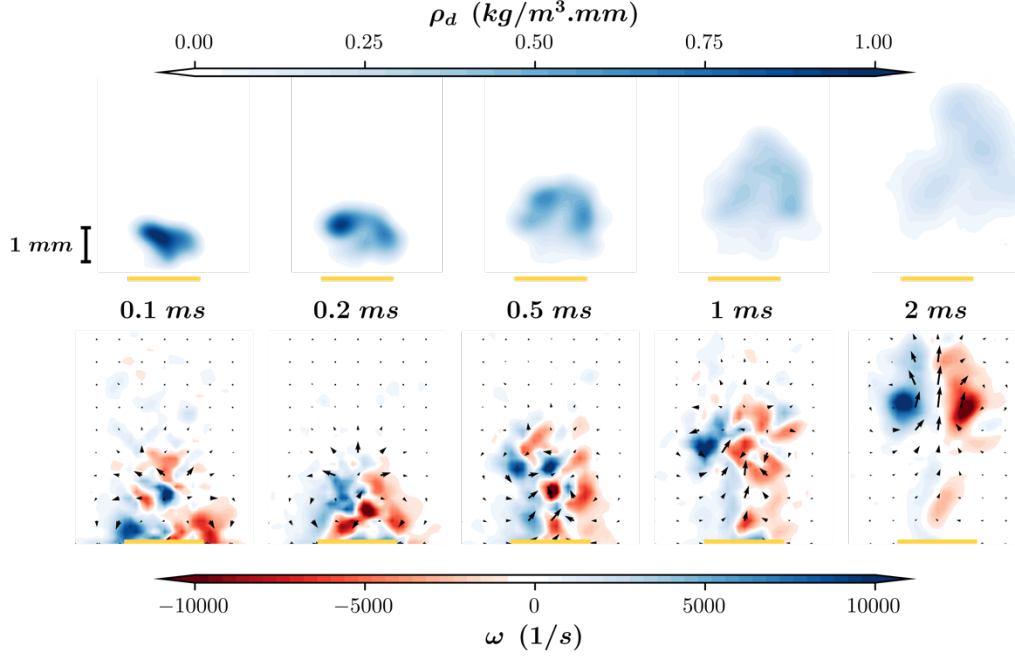 ρ_d (kg/m³.mm)
0.00 0.25 0.50 0.75 1.00
1 mm
0.1 ms 0.2 ms 0.5 ms 1 ms 2 ms
−10000 −5000 0 5000 10000
ω (1/s)